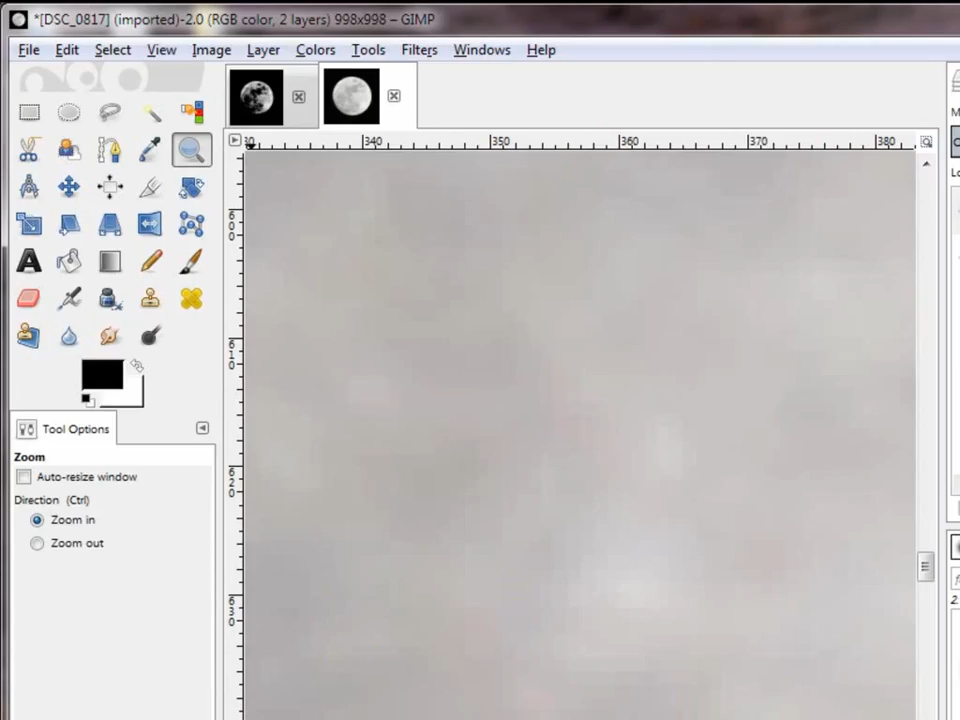 *[DSC_0817] (imported)-2.0 (RGB color, 2 layers) 998x998 – GIMP
File Edit Select View Image Layer Colors Tools Filters Windows Help
340 350 360 370 380
600
610
620
630
Tool Options
Zoom
Auto-resize window
Direction (Ctrl)
Zoom in
Zoom out